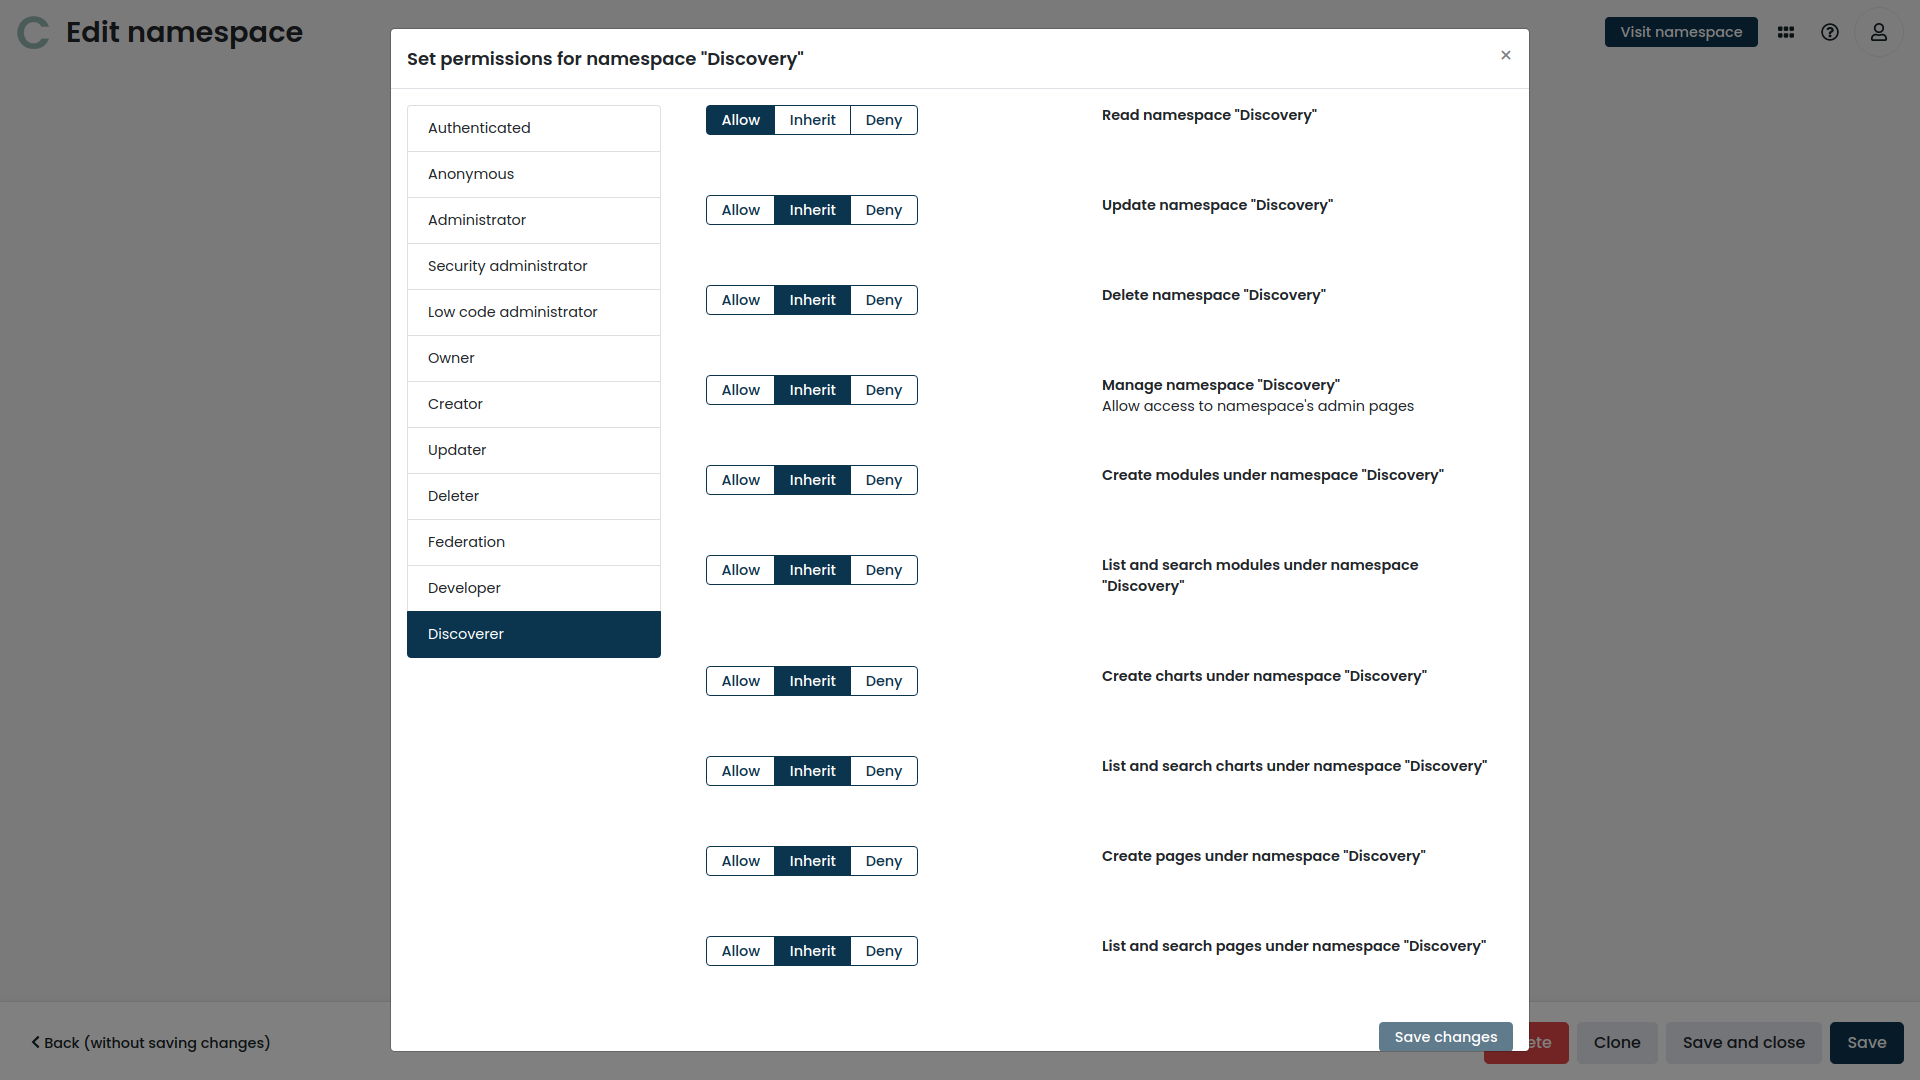 Edit namespace
Visit namespace
Set permissions for namespace "Discovery"
×
Authenticated
Anonymous
Administrator
Security administrator
Low code administrator
Owner
Creator
Updater
Deleter
Federation
Developer
Discoverer
Allow Inherit Deny
Read namespace "Discovery"
Allow Inherit Deny
Update namespace "Discovery"
Allow Inherit Deny
Delete namespace "Discovery"
Allow Inherit Deny
Manage namespace "Discovery"
Allow access to namespace's admin pages
Allow Inherit Deny
Create modules under namespace "Discovery"
Allow Inherit Deny
List and search modules under namespace
"Discovery"
Allow Inherit Deny
Create charts under namespace "Discovery"
Allow Inherit Deny
List and search charts under namespace "Discovery"
Allow Inherit Deny
Create pages under namespace "Discovery"
Allow Inherit Deny
List and search pages under namespace "Discovery"
Save changes
Back (without saving changes)
Clone
Save and close
Save